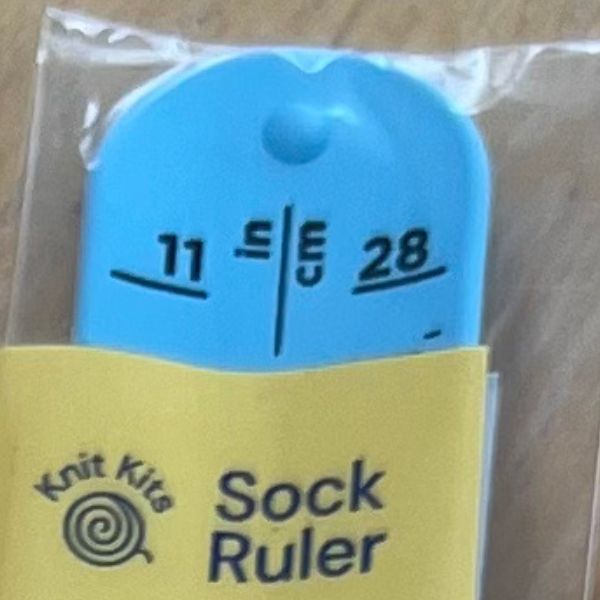 11 in cm 28
Knit Kits
Sock
Ruler